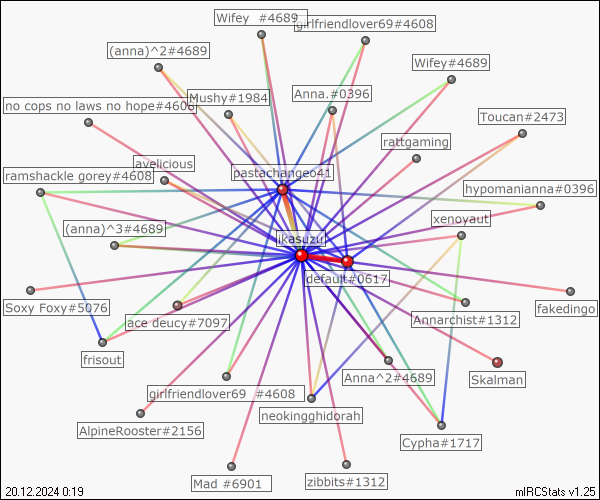 Wifey #4689
girlfriendlover69#4608
(anna)^2#4689
Wifey#4689
Mushy#1984
Anna.#0396
no cops no laws no hope#4608
Toucan#2473
rattgaming
avelicious
pastachangeo41
ramshackle gorey#4608
hypomanianna#0396
xenoyaut
(anna)^3#4689
ikasuzu
default#0617
Soxy Foxy#5076
fakedingo
ace deucy#7097
Annarchist#1312
frisout
Anna^2#4689
Skalman
girlfriendlover69 #4608
neokingghidorah
AlpineRooster#2156
Cypha#1717
Mad #6901
zibbits#1312
20.12.2024 0:19
mIRCStats v1.25